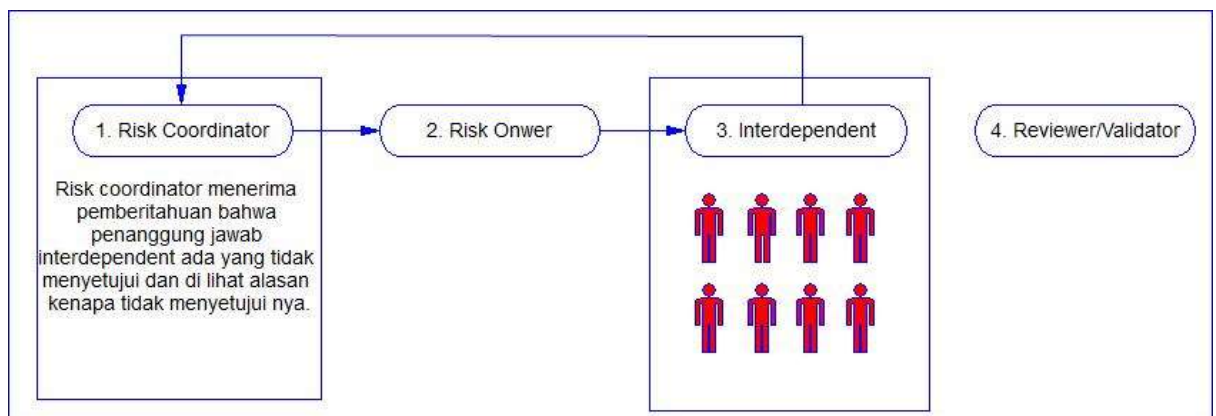 1. Risk Coordinator
2. Risk Onwer
3. Interdependent
4. Reviewer/Validator
Risk coordinator menerima
pemberitahuan bahwa
penanggung jawab
interdependent ada yang tidak
menyetujui dan di lihat alasan
kenapa tidak menyetujui nya.